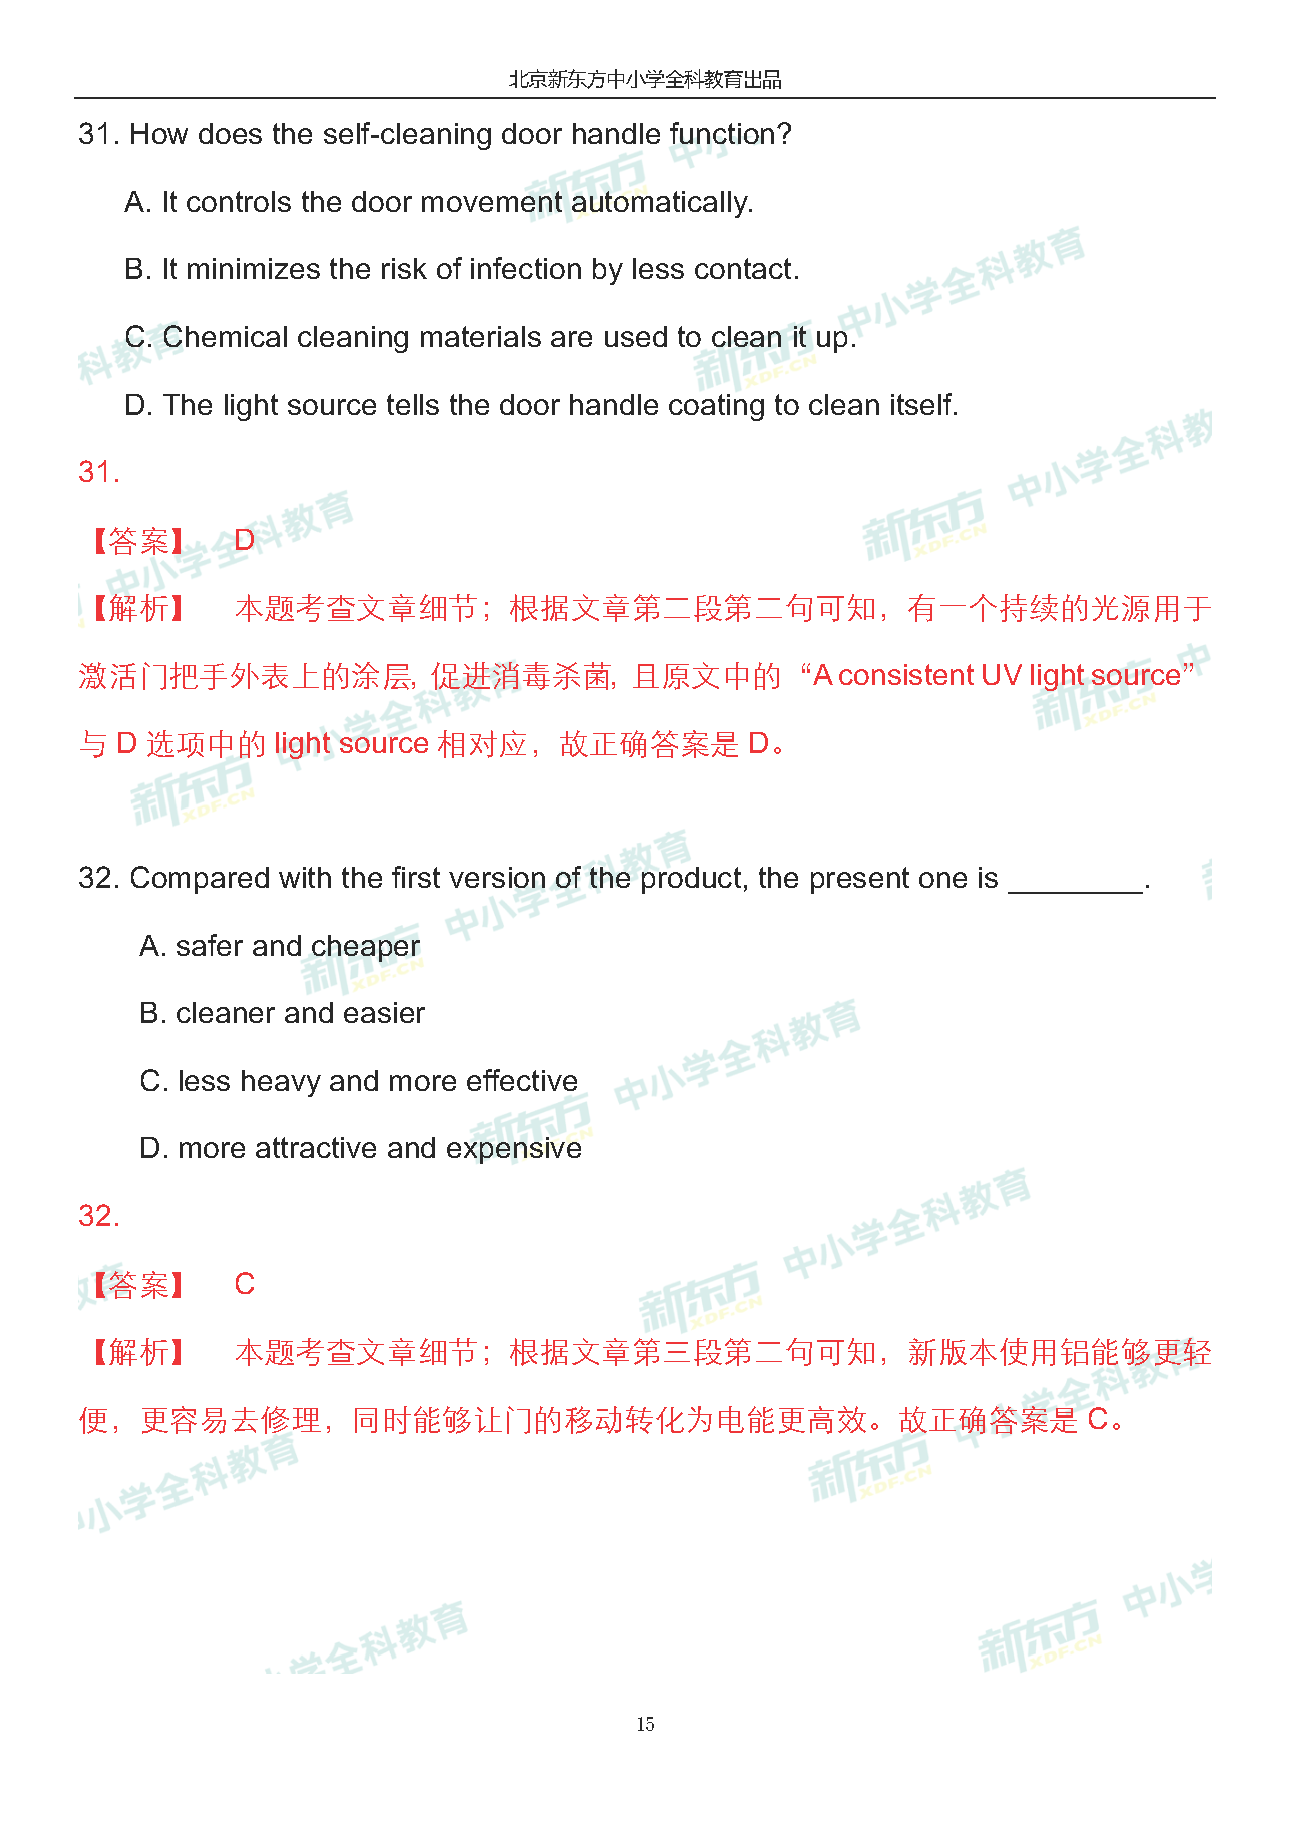 北京新东方中小学全科教育出品
31. How does the self-cleaning door handle function?
A. It controls the door movement automatically.
B. It minimizes the risk of infection by less contact.
C. Chemical cleaning materials are used to clean it up.
D. The light source tells the door handle coating to clean itself.
31.
【答案】 D
【解析】 本题考查文章细节；根据文章第二段第二句可知，有一个持续的光源用于
激活门把手外表上的涂层, 促进消毒杀菌, 且原文中的“A consistent UV light source”
与 D 选项中的 light source 相对应，故正确答案是 D。
32. Compared with the first version of the product, the present one is ________.
A. safer and cheaper
B. cleaner and easier
C. less heavy and more effective
D. more attractive and expensive
32.
【答案】 C
【解析】 本题考查文章细节；根据文章第三段第二句可知，新版本使用铝能够更轻
便，更容易去修理，同时能够让门的移动转化为电能更高效。故正确答案是 C。
15